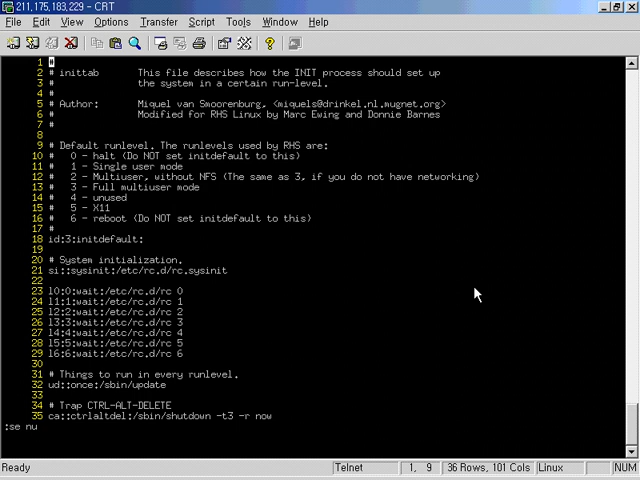 211,175,183,229 - CRT
File Edit View Options Transfer Script Tools Window Help
1 #
2 # inittab This file describes how the INIT process should set up
3 # the system in a certain run-level.
4 #
5 # Author: Miquel van Smoorenburg, <miquels@drinkel.nl.mugnet.org>
6 # Modified for RHS Linux by Marc Ewing and Donnie Barnes
7 #
8
9 # Default runlevel. The runlevels used by RHS are:
10 # 0 - halt (Do NOT set initdefault to this)
11 # 1 - Single user mode
12 # 2 - Multiuser, without NFS (The same as 3, if you do not have networking)
13 # 3 - Full multiuser mode
14 # 4 - unused
15 # 5 - X11
16 # 6 - reboot (Do NOT set initdefault to this)
17 #
18 id:3:initdefault:
19
20 # System initialization.
21 si::sysinit:/etc/rc.d/rc.sysinit
22
23 l0:0:wait:/etc/rc.d/rc 0
24 l1:1:wait:/etc/rc.d/rc 1
25 l2:2:wait:/etc/rc.d/rc 2
26 l3:3:wait:/etc/rc.d/rc 3
27 l4:4:wait:/etc/rc.d/rc 4
28 l5:5:wait:/etc/rc.d/rc 5
29 l6:6:wait:/etc/rc.d/rc 6
30
31 # Things to run in every runlevel.
32 ud::once:/sbin/update
33
34 # Trap CTRL-ALT-DELETE
35 ca::ctrlaltdel:/sbin/shutdown -t3 -r now
:se nu
Ready Telnet 1, 9 36 Rows, 101 Cols Linux NUM